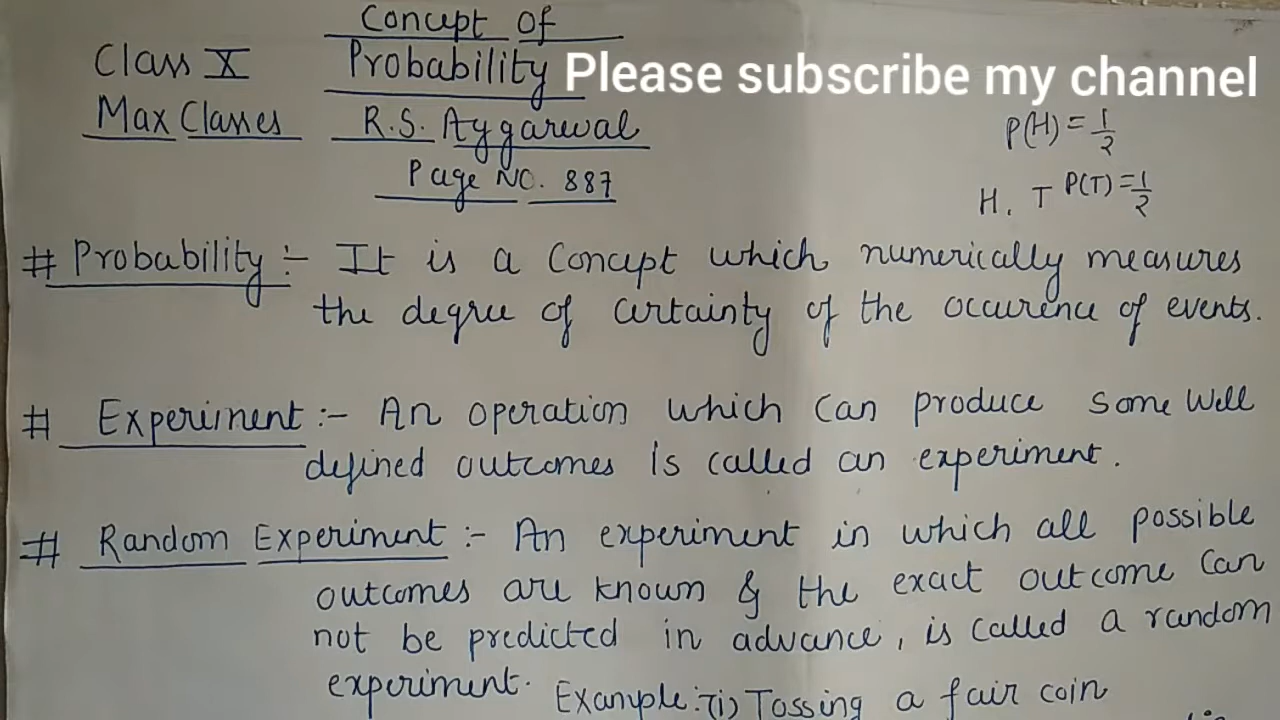 Concept Of
Class X Probability Please subscribe my channel
Max Classes R.S. Aygarwal
P(H) = 1/2
Page No. 887
H. T P(T) = 1/2
# Probability :- It is a Concept which numerically measures
the degree of certainty of the occurence of events.
# Experiment :- An operation which can produce some well
defined outcomes is called an experiment.
# Random Experiment :- An experiment in which all possible
outcomes are known & the exact outcome can
not be predicted in advance, is called a random
experiment. Example :- (i) Tossing a fair coin